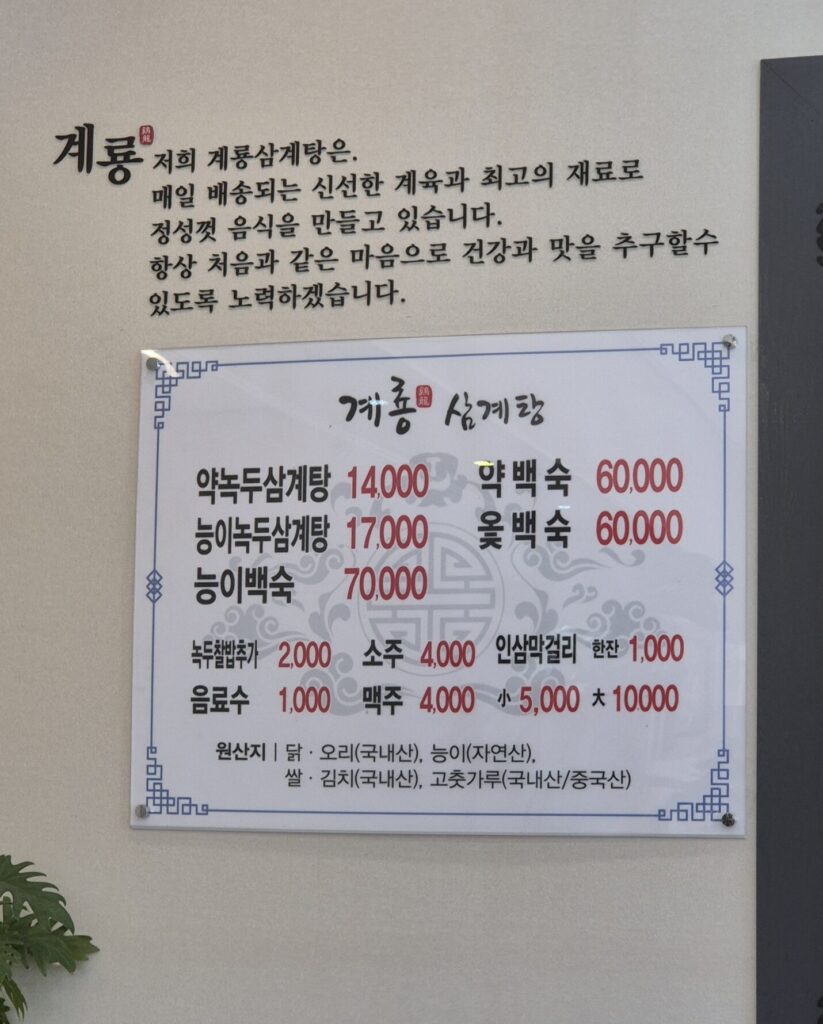 계룡 鷄龍
저희 계룡삼계탕은.
매일 배송되는 신선한 계육과 최고의 재료로
정성껏 음식을 만들고 있습니다.
항상 처음과 같은 마음으로 건강과 맛을 추구할수
있도록 노력하겠습니다.
계룡 鷄龍 삼계탕
약녹두삼계탕 14,000 약백숙 60,000
능이녹두삼계탕 17,000 옻백숙 60,000
능이백숙 70,000
녹두찰밥추가 2,000 소주 4,000 인삼막걸리 한잔 1,000
음료수 1,000 맥주 4,000 小 5,000 大 10000
원산지 | 닭 · 오리(국내산), 능이(자연산),
쌀 · 김치(국내산), 고춧가루(국내산/중국산)